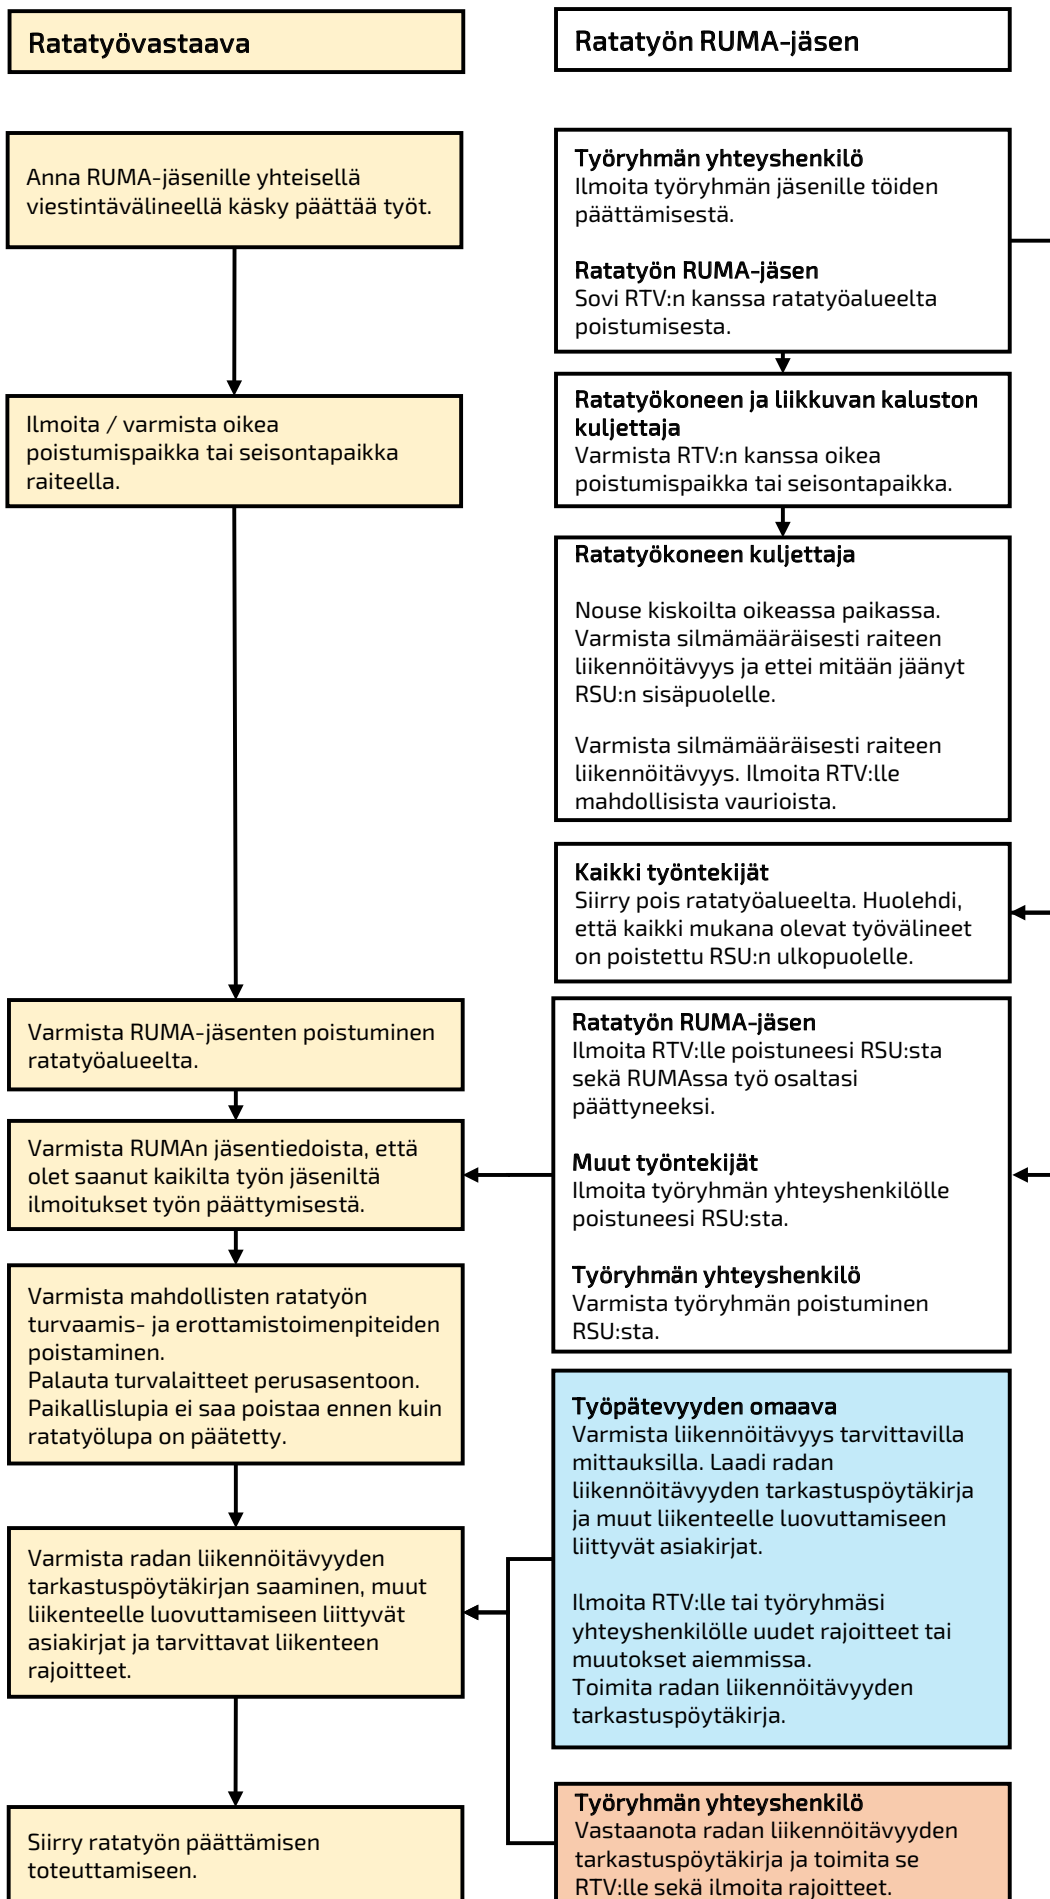 Ratatyövastaava
Anna RUMA-jäsenille yhteisellä
viestintävälineellä käsky päättää työt.
Ilmoita / varmista oikea
poistumispaikka tai seisontapaikka
raiteella.
Varmista RUMA-jäsenten poistuminen
ratatyöalueelta.
Varmista RUMAn jäsentiedoista, että
olet saanut kaikilta työn jäseniltä
ilmoitukset työn päättymisestä.
Varmista mahdollisten ratatyön
turvaamis- ja erottamistoimenpiteiden
poistaminen.
Palauta turvalaitteet perusasentoon.
Paikallislupia ei saa poistaa ennen kuin
ratatyölupa on päätetty.
Varmista radan liikennöitävyyden
tarkastuspöytäkirjan saaminen, muut
liikenteelle luovuttamiseen liittyvät
asiakirjat ja tarvittavat liikenteen
rajoitteet.
Siirry ratatyön päättämisen
toteuttamiseen.
Ratatyön RUMA-jäsen
Työryhmän yhteyshenkilö
Ilmoita työryhmän jäsenille töiden
päättämisestä.
Ratatyön RUMA-jäsen
Sovi RTV:n kanssa ratatyöalueelta
poistumisesta.
Ratatyökoneen ja liikkuvan kaluston
kuljettaja
Varmista RTV:n kanssa oikea
poistumispaikka tai seisontapaikka.
Ratatyökoneen kuljettaja
Nouse kiskoilta oikeassa paikassa.
Varmista silmämääräisesti raiteen
liikennöitävyys ja ettei mitään jäänyt
RSU:n sisäpuolelle.
Varmista silmämääräisesti raiteen
liikennöitävyys. Ilmoita RTV:lle
mahdollisista vaurioista.
Kaikki työntekijät
Siirry pois ratatyöalueelta. Huolehdi,
että kaikki mukana olevat työvälineet
on poistettu RSU:n ulkopuolelle.
Ratatyön RUMA-jäsen
Ilmoita RTV:lle poistuneesi RSU:sta
sekä RUMAssa työ osaltasi
päättyneeksi.
Muut työntekijät
Ilmoita työryhmän yhteyshenkilölle
poistuneesi RSU:sta.
Työryhmän yhteyshenkilö
Varmista työryhmän poistuminen
RSU:sta.
Työpätevyyden omaava
Varmista liikennöitävyys tarvittavilla
mittauksilla. Laadi radan
liikennöitävyyden tarkastuspöytäkirja
ja muut liikenteelle luovuttamiseen
liittyvät asiakirjat.
Ilmoita RTV:lle tai työryhmäsi
yhteyshenkilölle uudet rajoitteet tai
muutokset aiemmissa.
Toimita radan liikennöitävyyden
tarkastuspöytäkirja.
Työryhmän yhteyshenkilö
Vastaanota radan liikennöitävyyden
tarkastuspöytäkirja ja toimita se
RTV:lle sekä ilmoita rajoitteet.